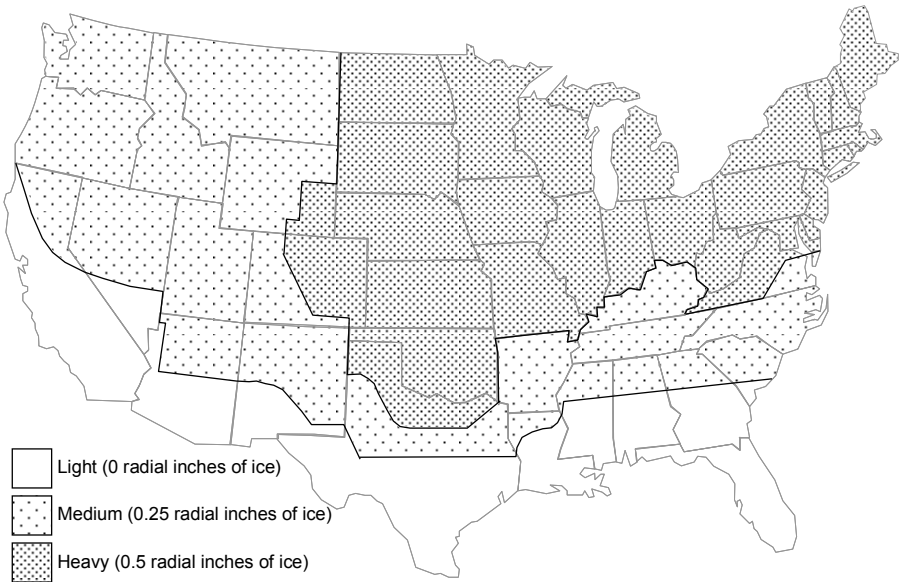 Light (0 radial inches of ice)
Medium (0.25 radial inches of ice)
Heavy (0.5 radial inches of ice)